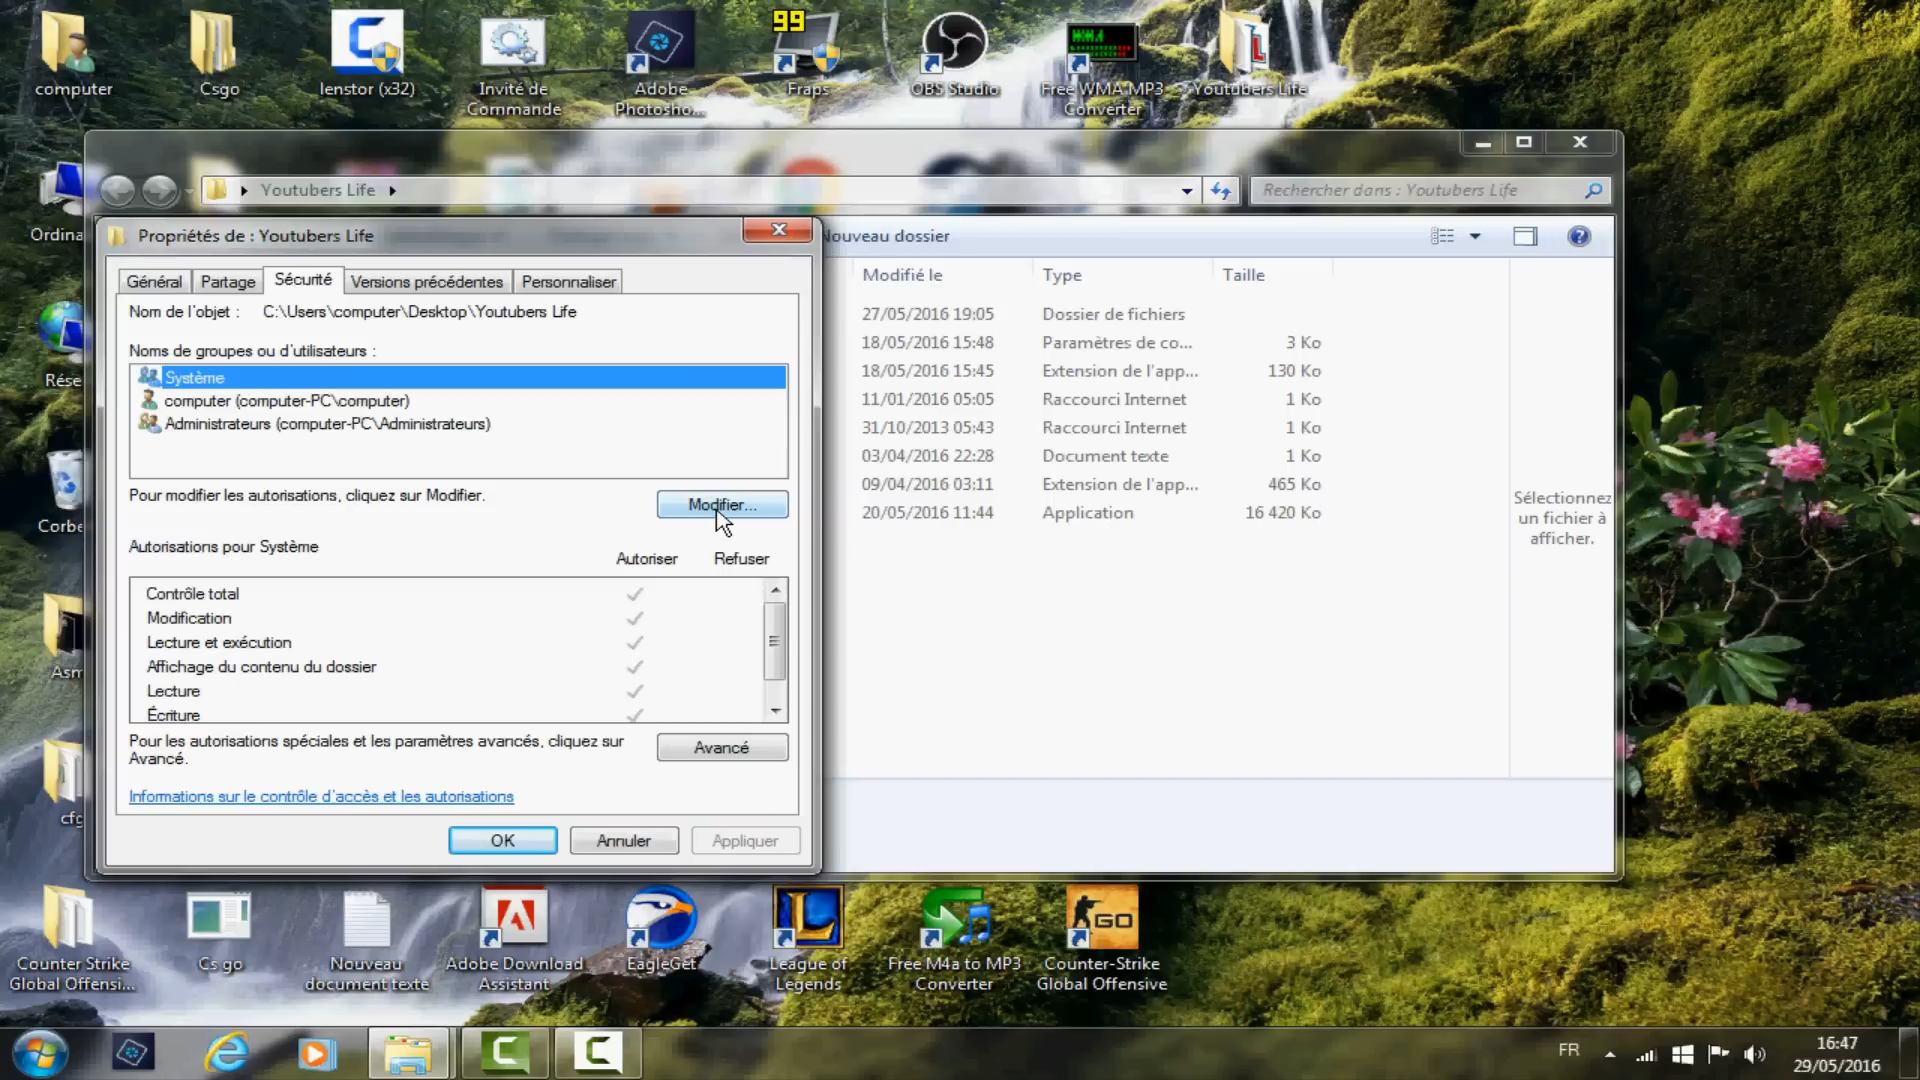 computer
Csgo
lenstor (x32)
Invité de
Commande
Adobe
Photosho...
99
Fraps
OBS Studio
WMA
Free WMA MP3
Converter
Youtubers Life
Youtubers Life
Rechercher dans : Youtubers Life
Ordina
Propriétés de : Youtubers Life
Nouveau dossier
Général
Partage
Sécurité
Versions précédentes
Personnaliser
Modifié le
Type
Taille
Nom de l'objet :
C:\Users\computer\Desktop\Youtubers Life
27/05/2016 19:05
Dossier de fichiers
18/05/2016 15:48
Paramètres de co...
3 Ko
18/05/2016 15:45
Extension de l'app...
130 Ko
11/01/2016 05:05
Raccourci Internet
1 Ko
31/10/2013 05:43
Raccourci Internet
1 Ko
03/04/2016 22:28
Document texte
1 Ko
09/04/2016 03:11
Extension de l'app...
465 Ko
20/05/2016 11:44
Application
16 420 Ko
Sélectionnez
un fichier à
afficher.
Noms de groupes ou d'utilisateurs :
Système
computer (computer-PC\computer)
Administrateurs (computer-PC\Administrateurs)
Rése
Corbe
Asm
cfg
Pour modifier les autorisations, cliquez sur Modifier.
Modifier...
Autorisations pour Système
Autoriser
Refuser
Contrôle total
Modification
Lecture et exécution
Affichage du contenu du dossier
Lecture
Écriture
Pour les autorisations spéciales et les paramètres avancés, cliquez sur
Avancé.
Avancé
Informations sur le contrôle d'accès et les autorisations
OK
Annuler
Appliquer
Counter Strike
Global Offensi...
Cs go
Nouveau
document texte
Adobe Download
Assistant
EagleGet
League of
Legends
Free M4a to MP3
Converter
GO
Counter-Strike
Global Offensive
FR
16:47
29/05/2016